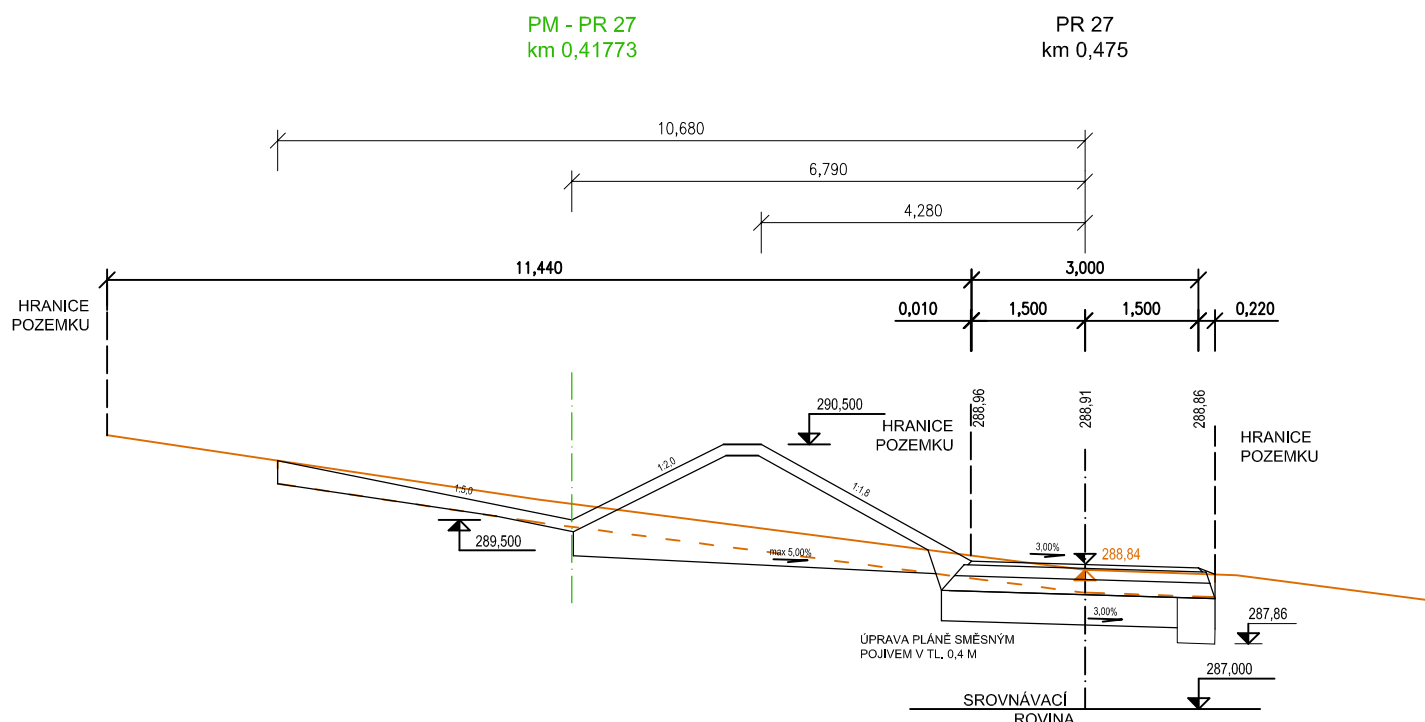 PM - PR 27
km 0,41773
PR 27
km 0,475
10,680
6,790
4,280
11,440
3,000
HRANICE
POZEMKU
0,010
1,500
1,500
0,220
288,96
288,91
288,86
290,500
HRANICE
POZEMKU
HRANICE
POZEMKU
1:2,0
1:1,8
1:5,0
289,500
max 5,00%
3,00%
288,84
3,00%
287,86
ÚPRAVA PLÁNĚ SMĚSNÝM
POJIVEM V TL. 0,4 M
287,000
SROVNÁVACÍ
ROVINA